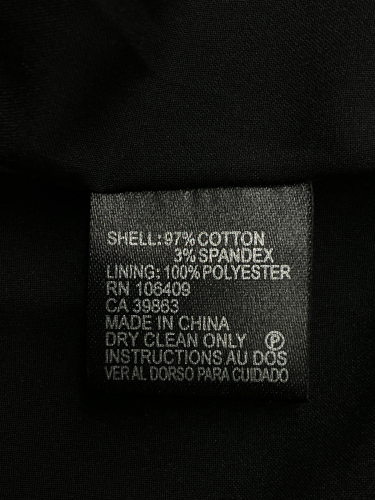 SHELL: 97% COTTON
3% SPANDEX
LINING: 100% POLYESTER
RN 106409
CA 39863
MADE IN CHINA
DRY CLEAN ONLY Ⓟ
INSTRUCTIONS AU DOS
VER AL DORSO PARA CUIDADO